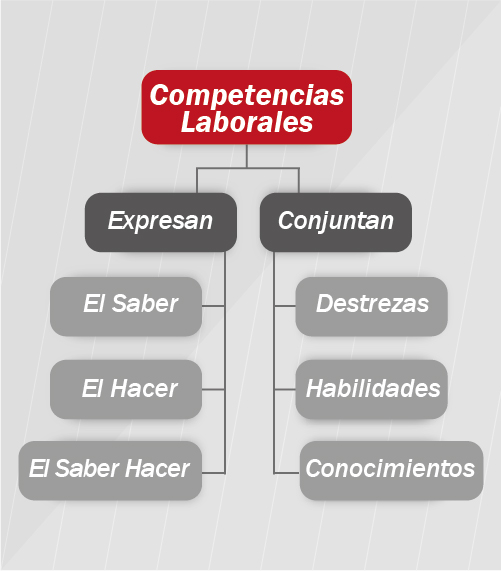 Competencias
Laborales
Expresan
Conjuntan
El Saber
Destrezas
El Hacer
Habilidades
El Saber Hacer
Conocimientos